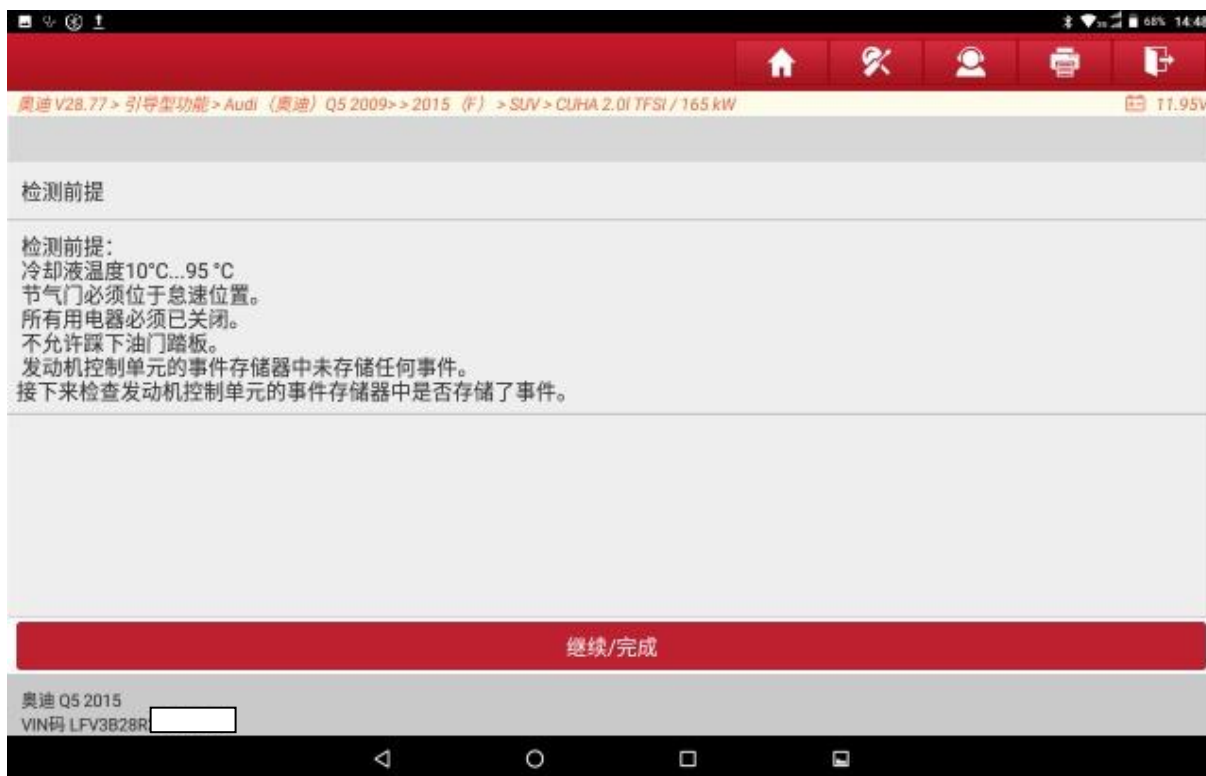 68% 14:48
奥迪 V28.77 > 引导型功能 > Audi（奥迪）Q5 2009> > 2015（F）> SUV > CUHA 2.0l TFSI / 165 kW
11.95V
检测前提
检测前提：
冷却液温度10°C...95 °C
节气门必须位于怠速位置。
所有用电器必须已关闭。
不允许踩下油门踏板。
发动机控制单元的事件存储器中未存储任何事件。
接下来检查发动机控制单元的事件存储器中是否存储了事件。
继续/完成
奥迪 Q5 2015
VIN码 LFV3B28R